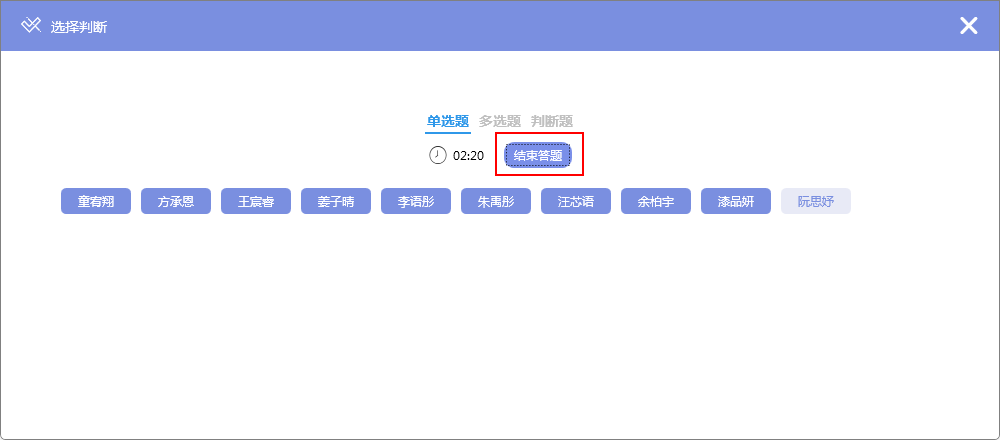 选择判断
单选题 多选题 判断题
02:20 结束答题
童宥翔 方承恩 王宸睿 姜子晴 李语彤 朱禹彤 汪芯语 余柏宇 漆品妍 阮思妤